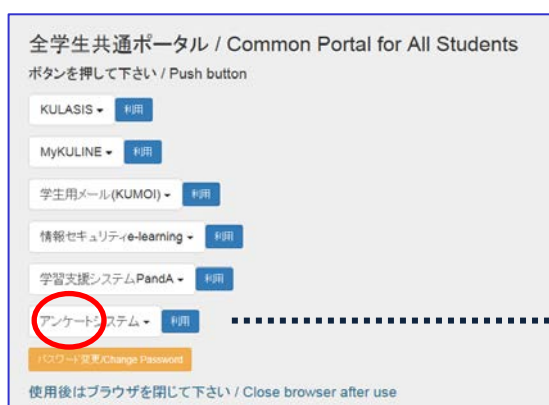 全学生共通ポータル / Common Portal for All Students
ボタンを押して下さい / Push button
KULASIS 利用
MyKULINE 利用
学生用メール(KUMOI) 利用
情報セキュリティe-learning 利用
学習支援システムPandA 利用
アンケートシステム 利用
パスワード変更/Change Password
使用後はブラウザを閉じて下さい / Close browser after use